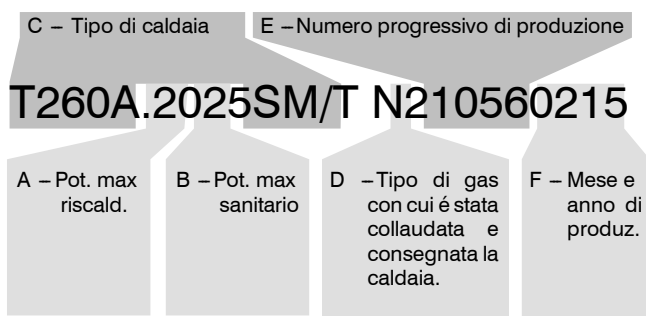 C – Tipo di caldaia
E – Numero progressivo di produzione
T260A.2025SM/T N210560215
A – Pot. max
riscald.
B – Pot. max
sanitario
D – Tipo di gas
con cui é stata
collaudata e
consegnata la
caldaia.
F – Mese e
anno di
produz.